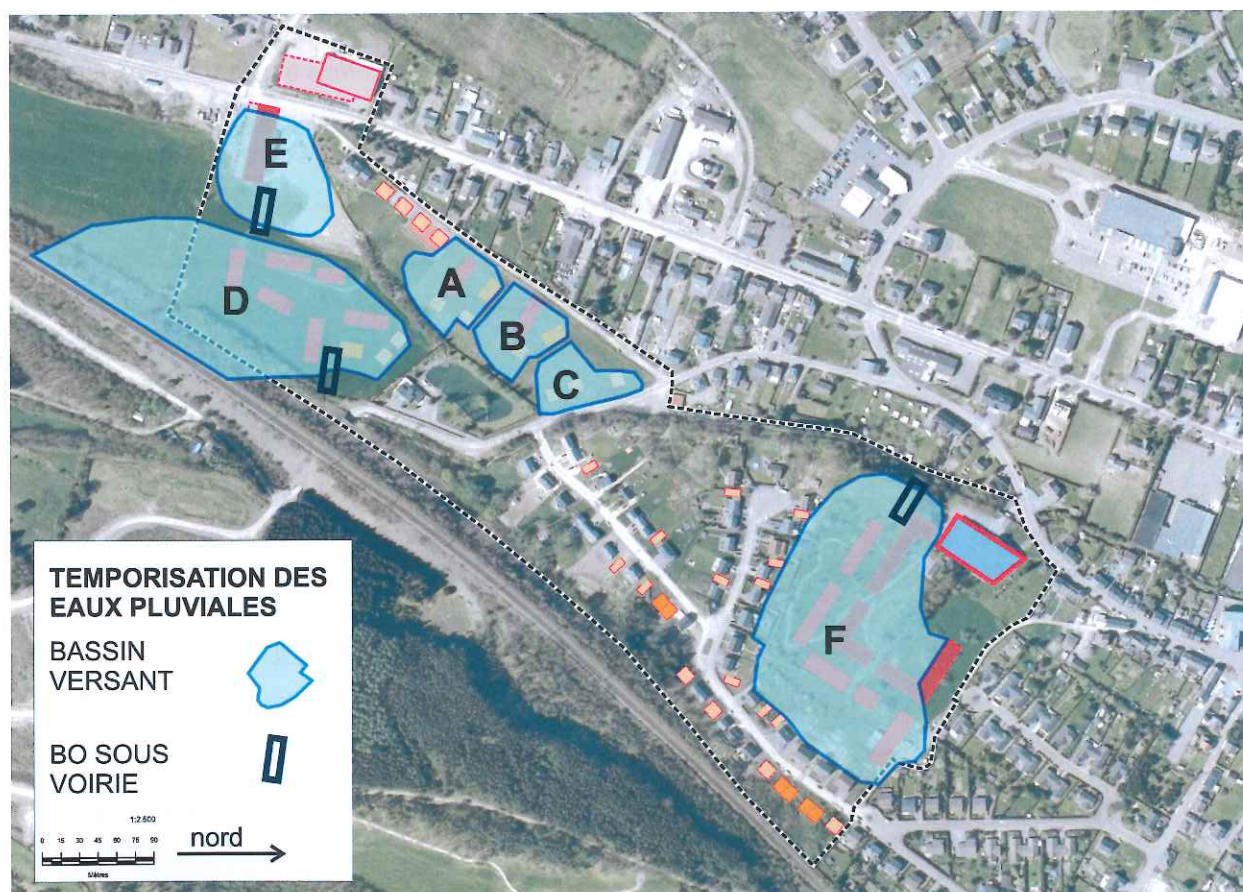 E
D
A
B
C
F
TEMPORISATION DES
EAUX PLUVIALES
BASSIN
VERSANT
BO SOUS
VOIRIE
1:2.500
0 15 30 45 60 75 90
Mètres
nord